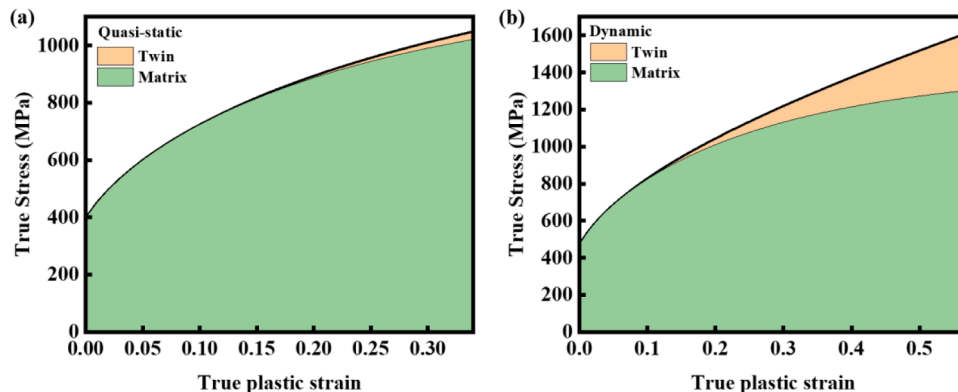 (a)
Quasi-static
Twin
Matrix
True Stress (MPa)
1000
800
600
400
200
0
0.00 0.05 0.10 0.15 0.20 0.25 0.30
True plastic strain
(b)
Dynamic
Twin
Matrix
True Stress (MPa)
1600
1400
1200
1000
800
600
400
200
0
0.0 0.1 0.2 0.3 0.4 0.5
True plastic strain